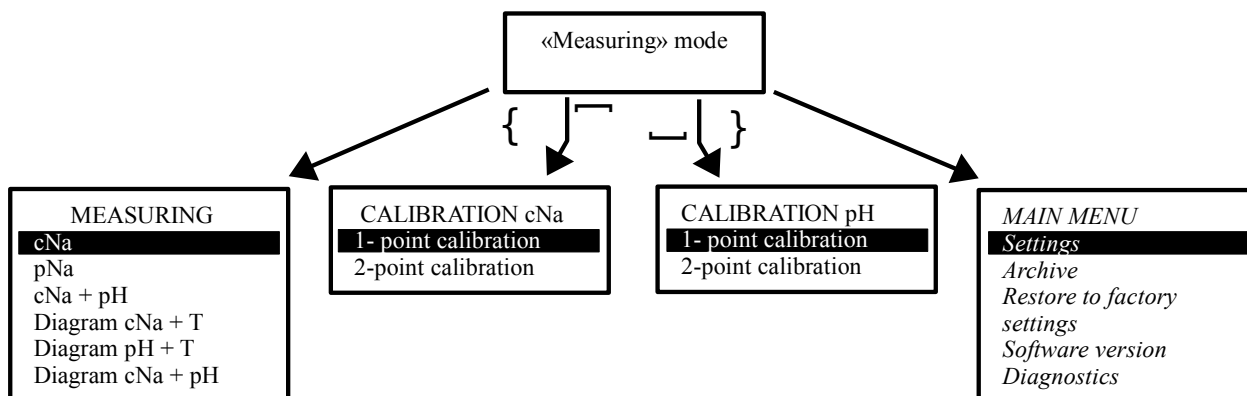 «Measuring» mode
{
}
MEASURING
cNa
pNa
cNa + pH
Diagram cNa + T
Diagram pH + T
Diagram cNa + pH
CALIBRATION cNa
1- point calibration
2-point calibration
CALIBRATION pH
1- point calibration
2-point calibration
MAIN MENU
Settings
Archive
Restore to factory
settings
Software version
Diagnostics